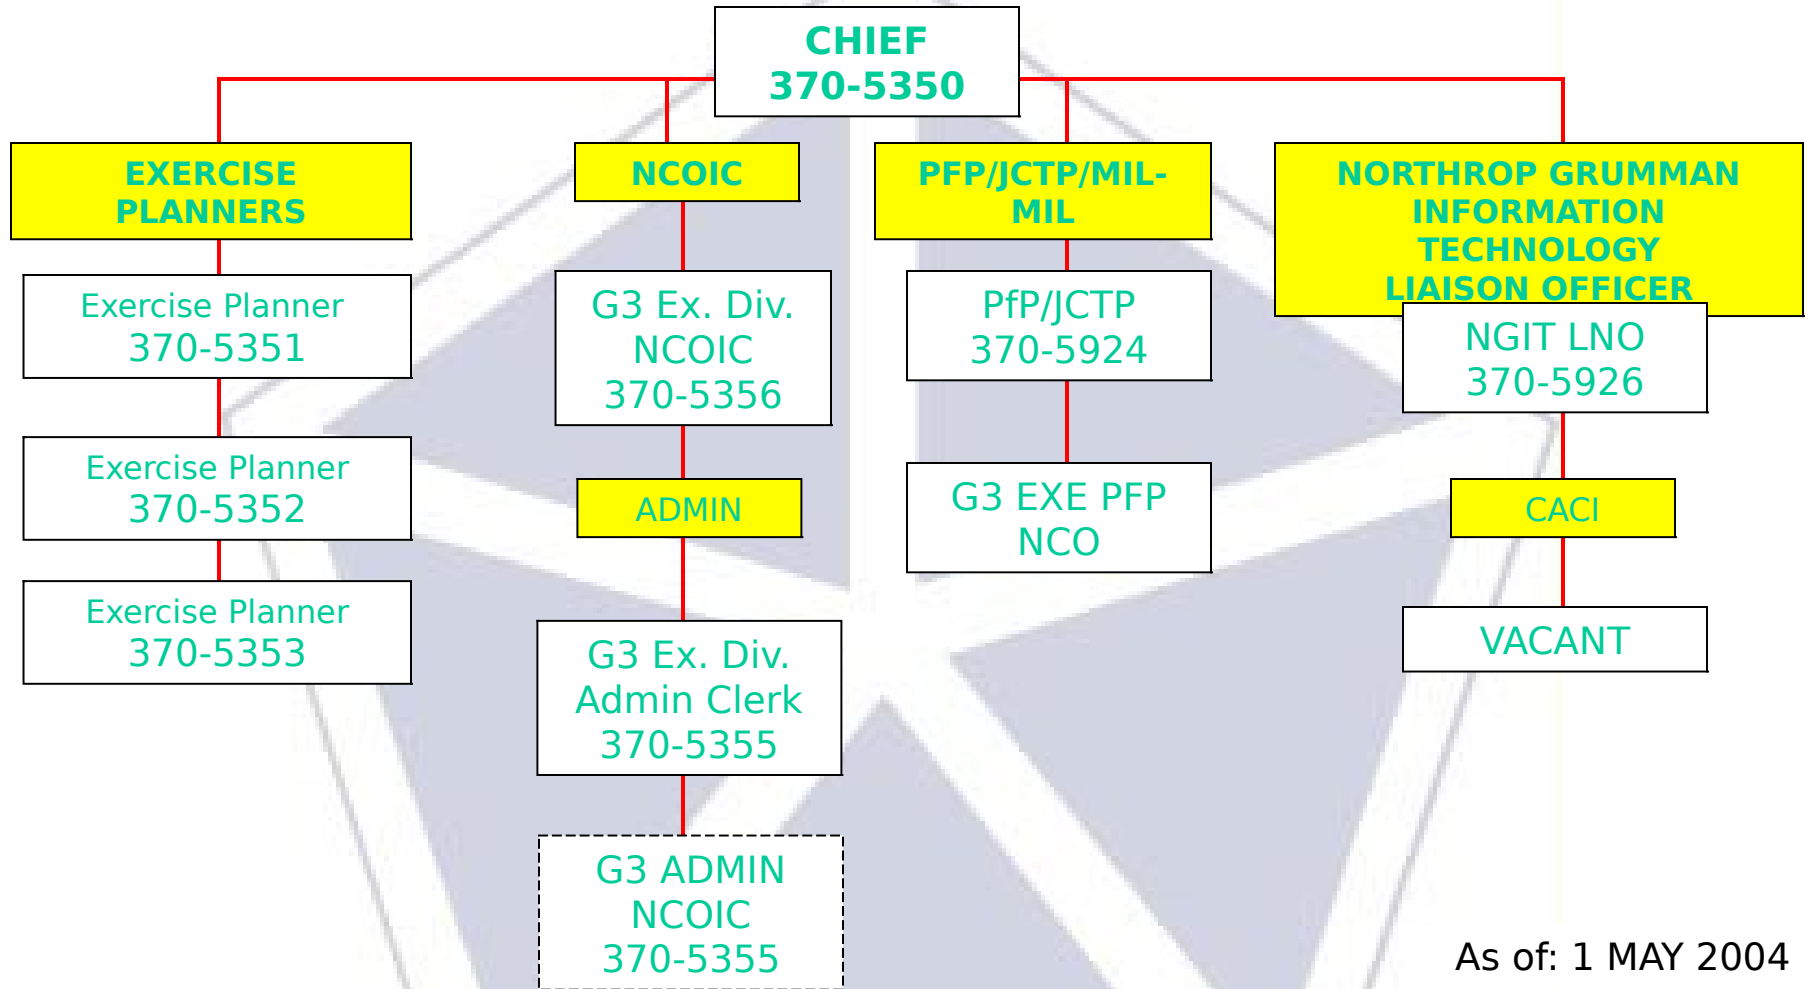 CHIEF
370-5350
EXERCISE
PLANNERS
Exercise Planner
370-5351
Exercise Planner
370-5352
Exercise Planner
370-5353
NCOIC
G3 Ex. Div.
NCOIC
370-5356
ADMIN
G3 Ex. Div.
Admin Clerk
370-5355
G3 ADMIN
NCOIC
370-5355
PFP/JCTP/MIL-
MIL
PfP/JCTP
370-5924
G3 EXE PFP
NCO
NORTHROP GRUMMAN
INFORMATION
TECHNOLOGY
LIAISON OFFICER
NGIT LNO
370-5926
CACI
VACANT
As of: 1 MAY 2004